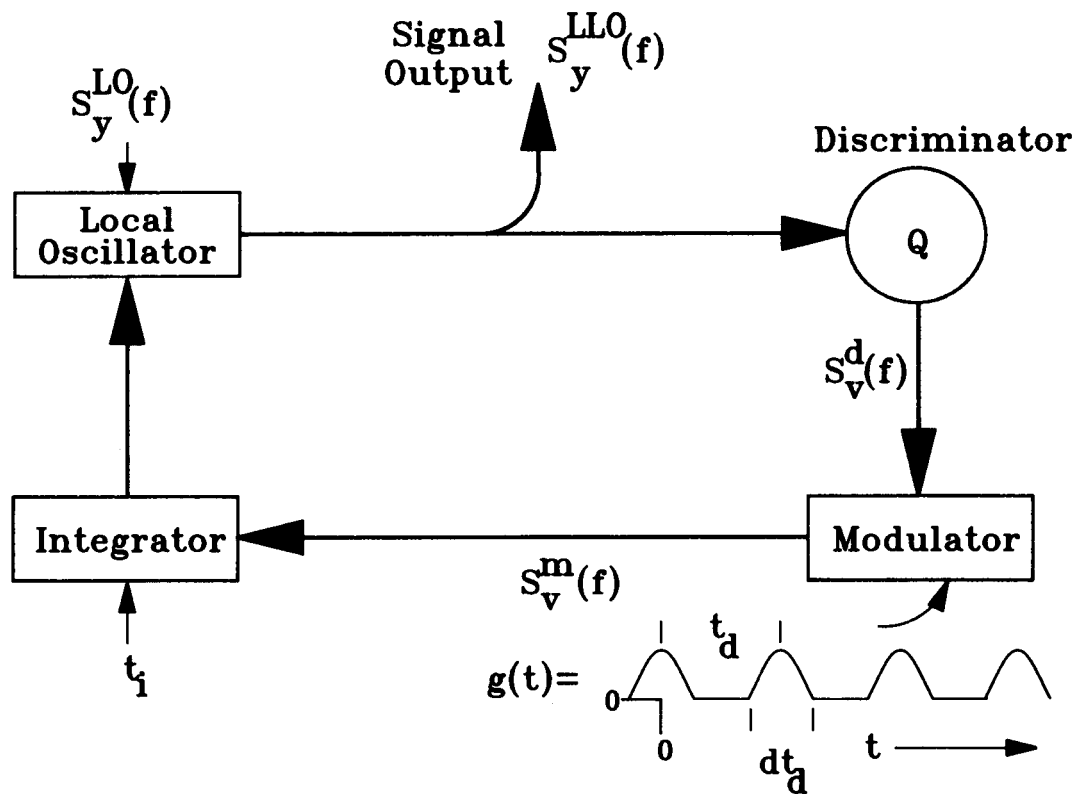 Signal
Output
S_y^LLO(f)
S_y^LO(f)
Discriminator
Local
Oscillator
Q
S_v^d(f)
Integrator
Modulator
S_v^m(f)
t_i
t_d
g(t)=
0
0
t
dt_d